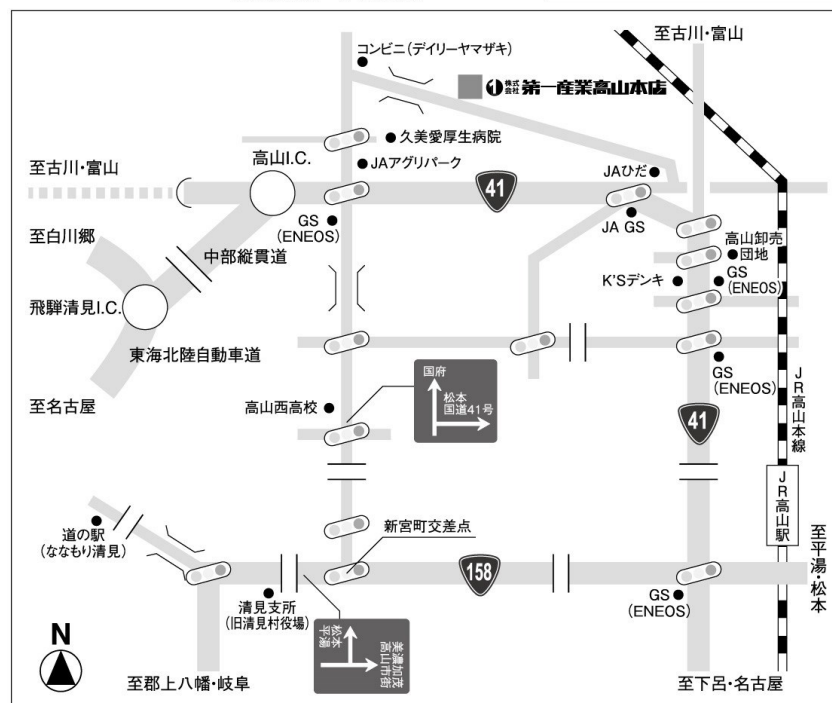 コンビニ(デイリーヤマザキ)
至古川・富山
株式会社 第一産業高山本店
久美愛厚生病院
高山I.C.
JAアグリパーク
至古川・富山
41
JAひだ
JA GS
GS
(ENEOS)
至白川郷
中部縦貫道
高山卸売
団地
K'Sデンキ
GS
(ENEOS)
飛騨清見I.C.
東海北陸自動車道
GS
(ENEOS)
国府
松本
国道41号
至名古屋
高山西高校
41
JR高山本線
JR高山駅
道の駅
(ななもり清見)
新宮町交差点
至平湯・松本
158
清見支所
(旧清見村役場)
GS
(ENEOS)
松本
平湯
美濃加茂
高山市街
N
至郡上八幡・岐阜
至下呂・名古屋